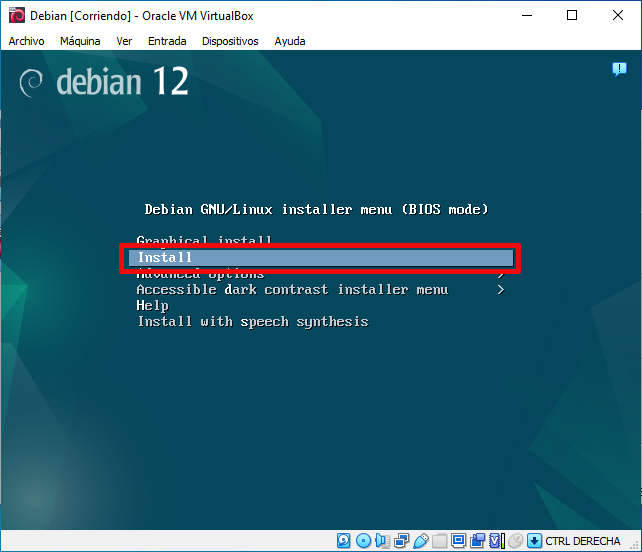 Debian [Corriendo] - Oracle VM VirtualBox
Archivo Máquina Ver Entrada Dispositivos Ayuda
debian 12
Debian GNU/Linux installer menu (BIOS mode)
Graphical install
Install
Advanced options >
Accessible dark contrast installer menu >
Help
Install with speech synthesis
CTRL DERECHA